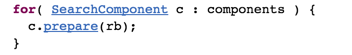 for( SearchComponent c : components ) {
  c.prepare(rb);
}